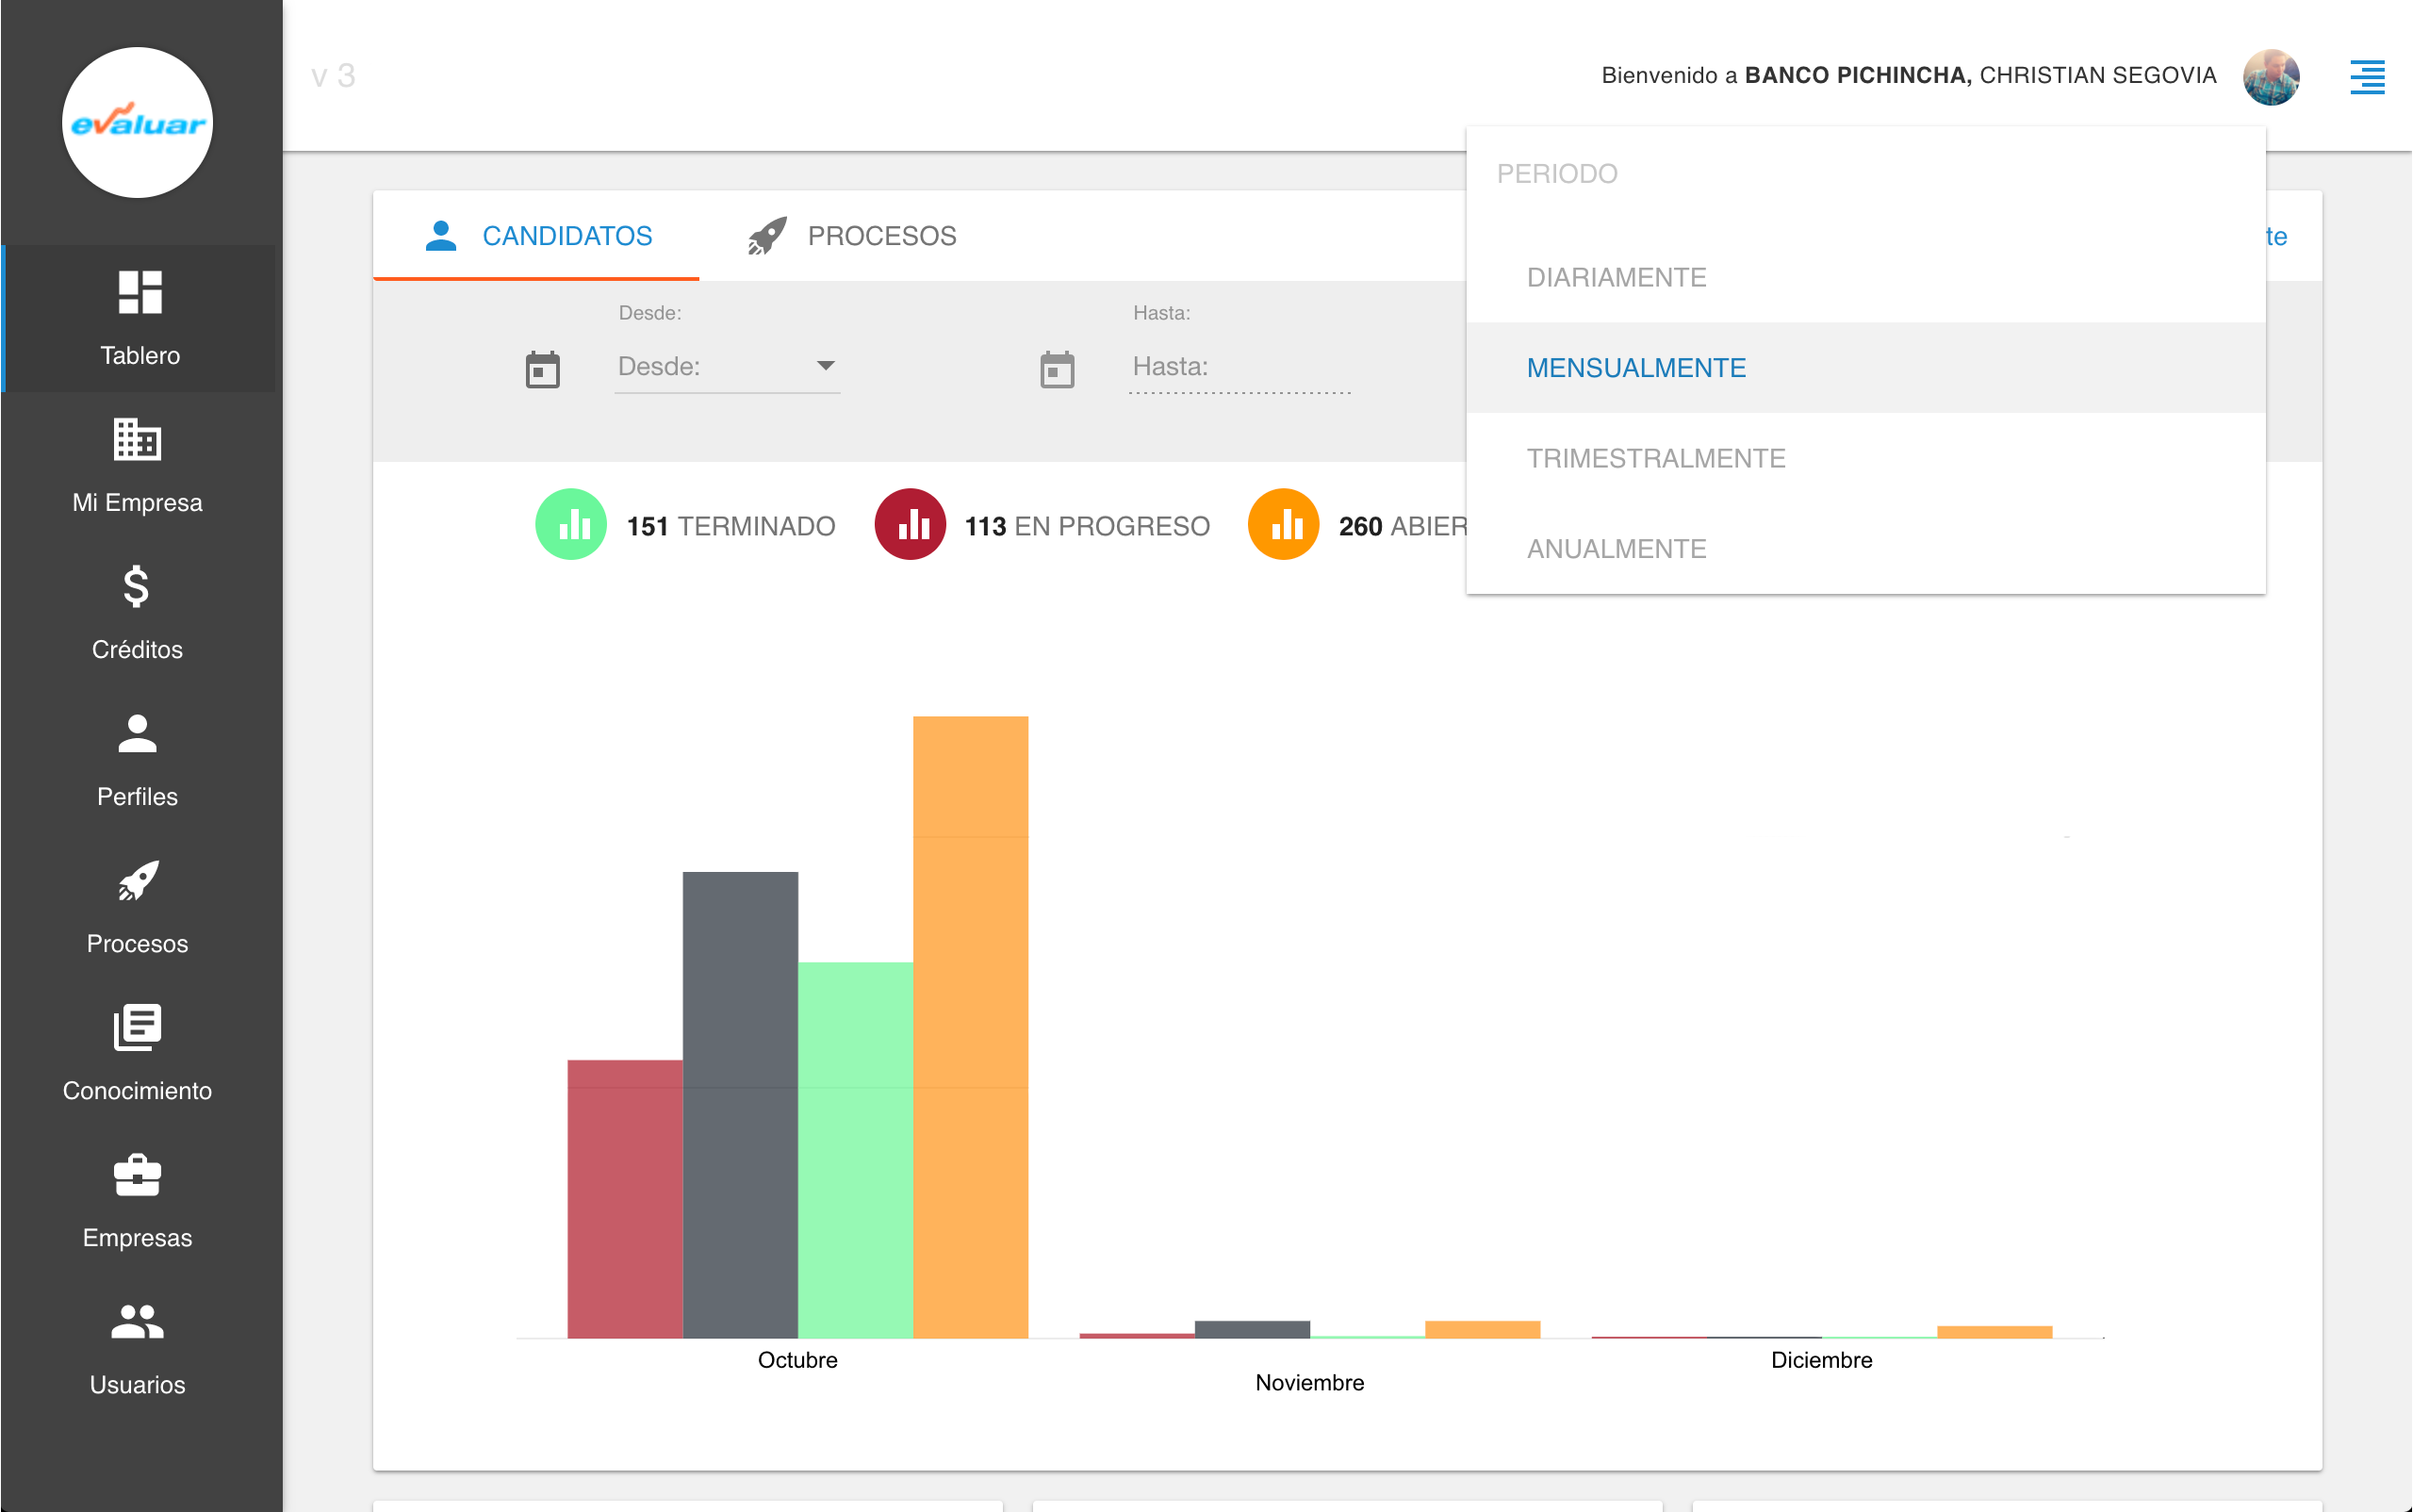 evaluar
v 3
Bienvenido a BANCO PICHINCHA, CHRISTIAN SEGOVIA
Tablero
Mi Empresa
Créditos
Perfiles
Procesos
Conocimiento
Empresas
Usuarios
CANDIDATOS
PROCESOS
te
Desde:
Desde:
Hasta:
Hasta:
PERIODO
DIARIAMENTE
MENSUALMENTE
TRIMESTRALMENTE
ANUALMENTE
151 TERMINADO
113 EN PROGRESO
260 ABIER
Octubre
Noviembre
Diciembre